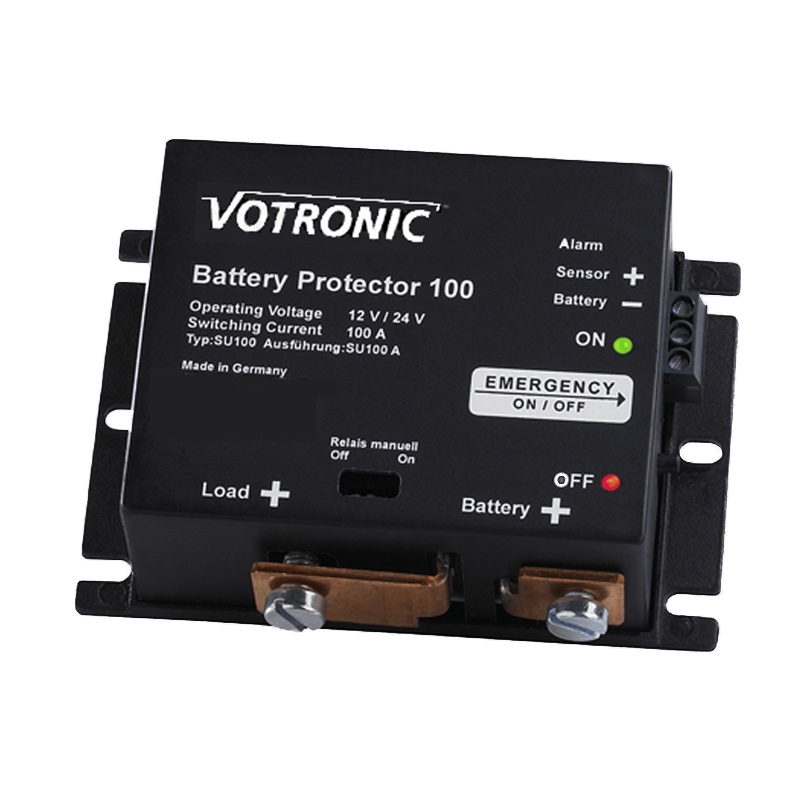 VOTRONIC
Battery Protector 100
Operating Voltage 12 V / 24 V
Switching Current 100 A
Typ:SU100 Ausführung:SU100 A
Made in Germany
Alarm
Sensor +
Battery −
ON
EMERGENCY
ON / OFF
Relais manuell
Off On
OFF
Load +
Battery +